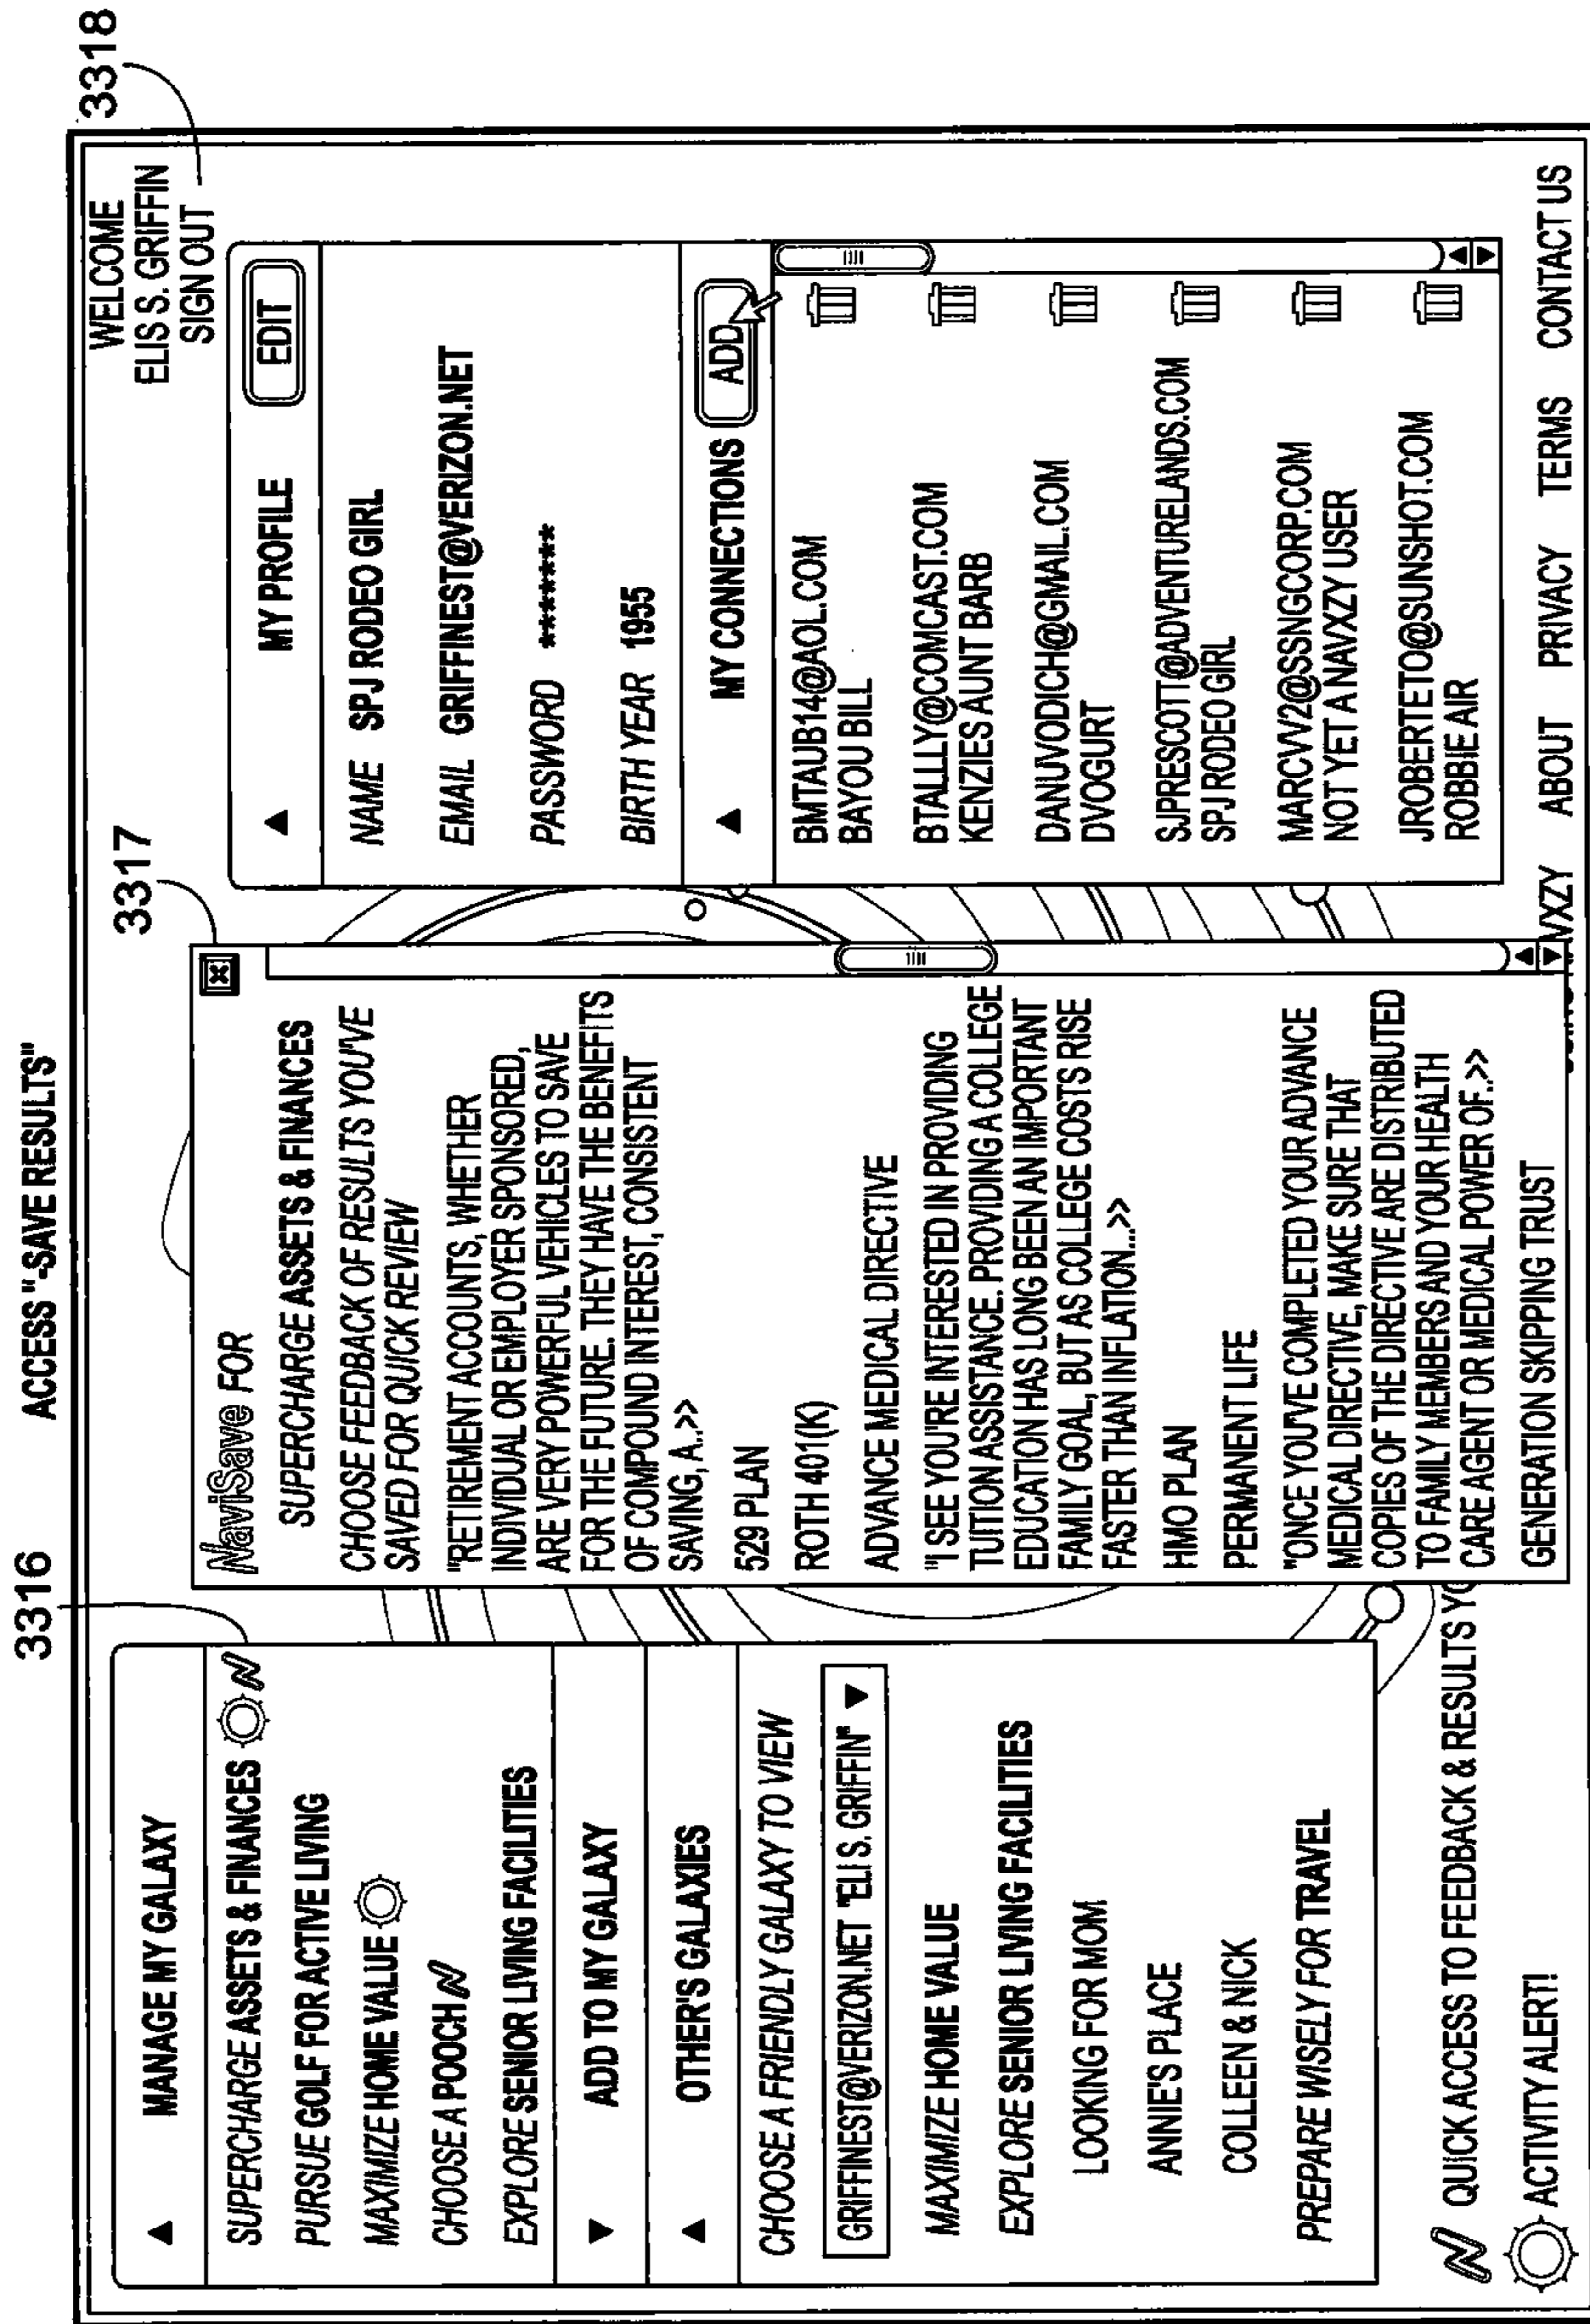 ACCESS "-SAVE RESULTS"
3316
3317
3318
WELCOME
ELIS S. GRIFFIN
SIGN OUT
▲ MANAGE MY GALAXY
SUPERCHARGE ASSETS & FINANCES
PURSUE GOLF FOR ACTIVE LIVING
MAXIMIZE HOME VALUE
CHOOSE A POOCH
EXPLORE SENIOR LIVING FACILITIES
▼ ADD TO MY GALAXY
▲ OTHER'S GALAXIES
CHOOSE A FRIENDLY GALAXY TO VIEW
GRIFFINEST@VERIZON.NET "ELI S. GRIFFIN" ▼
MAXIMIZE HOME VALUE
EXPLORE SENIOR LIVING FACILITIES
LOOKING FOR MOM
ANNIE'S PLACE
COLLEEN & NICK
PREPARE WISELY FOR TRAVEL
NaviSave FOR
SUPERCHARGE ASSETS & FINANCES
CHOOSE FEEDBACK OF RESULTS YOU'VE
SAVED FOR QUICK REVIEW
"RETIREMENT ACCOUNTS, WHETHER
INDIVIDUAL OR EMPLOYER SPONSORED,
ARE VERY POWERFUL VEHICLES TO SAVE
FOR THE FUTURE. THEY HAVE THE BENEFITS
OF COMPOUND INTEREST, CONSISTENT
SAVING, A..>>
529 PLAN
ROTH 401(K)
ADVANCE MEDICAL DIRECTIVE
"I SEE YOU'RE INTERESTED IN PROVIDING
TUITION ASSISTANCE. PROVIDING A COLLEGE
EDUCATION HAS LONG BEEN AN IMPORTANT
FAMILY GOAL, BUT AS COLLEGE COSTS RISE
FASTER THAN INFLATION...>>
HMO PLAN
PERMANENT LIFE
"ONCE YOU'VE COMPLETED YOUR ADVANCE
MEDICAL DIRECTIVE, MAKE SURE THAT
COPIES OF THE DIRECTIVE ARE DISTRIBUTED
TO FAMILY MEMBERS AND YOUR HEALTH
CARE AGENT OR MEDICAL POWER OF..>>
GENERATION SKIPPING TRUST
▲ MY PROFILE EDIT
NAME SPJ RODEO GIRL
EMAIL GRIFFINEST@VERIZON.NET
PASSWORD *******
BIRTH YEAR 1955
▲ MY CONNECTIONS ADD
BMTAUB14@AOL.COM
BAYOU BILL
BTALLLY@COMCAST.COM
KENZIES AUNT BARB
DANUVODICH@GMAIL.COM
DVOGURT
SJPRESCOTT@ADVENTURELANDS.COM
SPJ RODEO GIRL
MARCVV2@SSNGCORP.COM
NOT YET A NAVXZY USER
JROBERTETO@SUNSHOT.COM
ROBBIE AIR
QUICK ACCESS TO FEEDBACK & RESULTS YO
ACTIVITY ALERT!
VXZY ABOUT PRIVACY TERMS CONTACT US